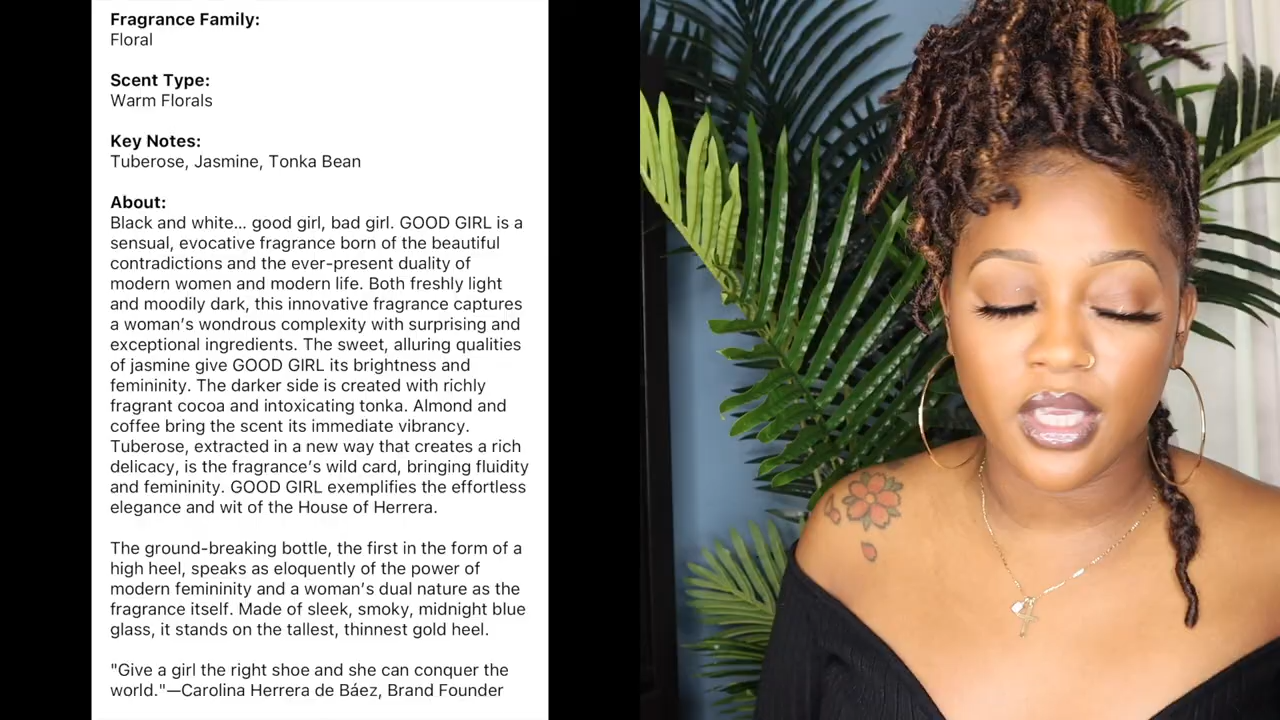 Fragrance Family:
Floral
Scent Type:
Warm Florals
Key Notes:
Tuberose, Jasmine, Tonka Bean
About:
Black and white... good girl, bad girl. GOOD GIRL is a
sensual, evocative fragrance born of the beautiful
contradictions and the ever-present duality of
modern women and modern life. Both freshly light
and moodily dark, this innovative fragrance captures
a woman's wondrous complexity with surprising and
exceptional ingredients. The sweet, alluring qualities
of jasmine give GOOD GIRL its brightness and
femininity. The darker side is created with richly
fragrant cocoa and intoxicating tonka. Almond and
coffee bring the scent its immediate vibrancy.
Tuberose, extracted in a new way that creates a rich
delicacy, is the fragrance's wild card, bringing fluidity
and femininity. GOOD GIRL exemplifies the effortless
elegance and wit of the House of Herrera.
The ground-breaking bottle, the first in the form of a
high heel, speaks as eloquently of the power of
modern femininity and a woman's dual nature as the
fragrance itself. Made of sleek, smoky, midnight blue
glass, it stands on the tallest, thinnest gold heel.
"Give a girl the right shoe and she can conquer the
world."—Carolina Herrera de Báez, Brand Founder